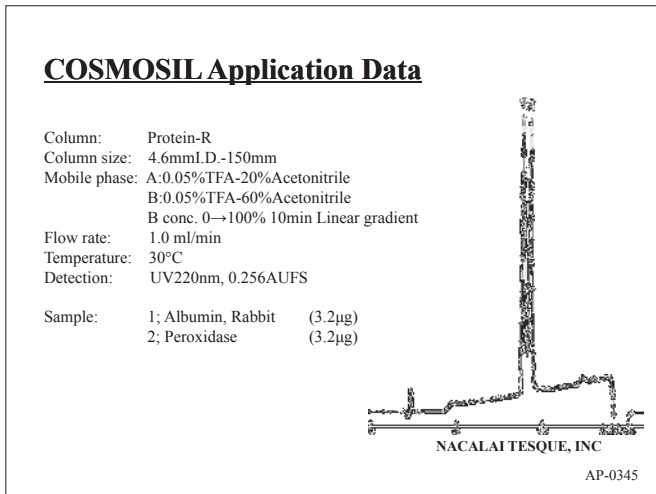 COSMOSIL Application Data
Column: Protein-R
Column size: 4.6mmI.D.-150mm
Mobile phase: A:0.05%TFA-20%Acetonitrile
B:0.05%TFA-60%Acetonitrile
B conc. 0→100% 10min Linear gradient
Flow rate: 1.0 ml/min
Temperature: 30°C
Detection: UV220nm, 0.256AUFS
Sample: 1; Albumin, Rabbit (3.2μg)
2; Peroxidase (3.2μg)
NACALAI TESQUE, INC
AP-0345